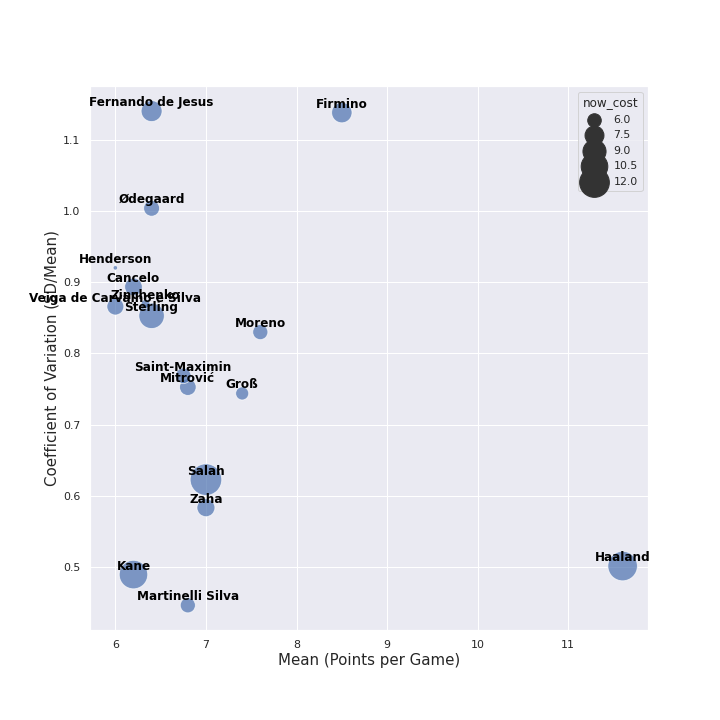 Fernando de Jesus
Firmino
now_cost
6.0
7.5
9.0
10.5
12.0
1.1
Ødegaard
1.0
Henderson
Cancelo
0.9
Zinchenko
Veiga de Carvalho e Silva
Sterling
Moreno
0.8
Saint-Maximin
Mitrović
Groß
0.7
Salah
0.6
Zaha
Kane
Haaland
0.5
Martinelli Silva
Coefficient of Variation (SD/Mean)
6
7
8
9
10
11
Mean (Points per Game)